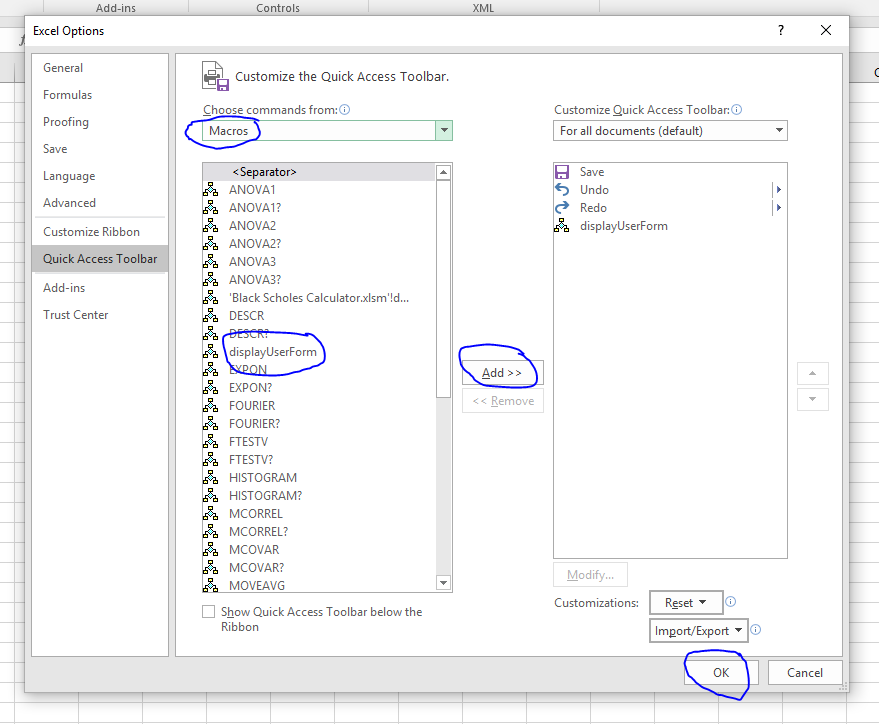 Add-ins
Controls
XML
Excel Options
?
General
Formulas
Proofing
Save
Language
Advanced
Customize Ribbon
Quick Access Toolbar
Add-ins
Trust Center
Customize the Quick Access Toolbar.
Choose commands from:
Macros
<Separator>
ANOVA1
ANOVA1?
ANOVA2
ANOVA2?
ANOVA3
ANOVA3?
'Black Scholes Calculator.xlsm'!d...
DESCR
DESCR?
displayUserForm
EXPON
EXPON?
FOURIER
FOURIER?
FTESTV
FTESTV?
HISTOGRAM
HISTOGRAM?
MCORREL
MCORREL?
MCOVAR
MCOVAR?
MOVEAVG
Show Quick Access Toolbar below the
Ribbon
Add >>
<< Remove
Customize Quick Access Toolbar:
For all documents (default)
Save
Undo
Redo
displayUserForm
Modify...
Customizations:
Reset
Import/Export
OK
Cancel